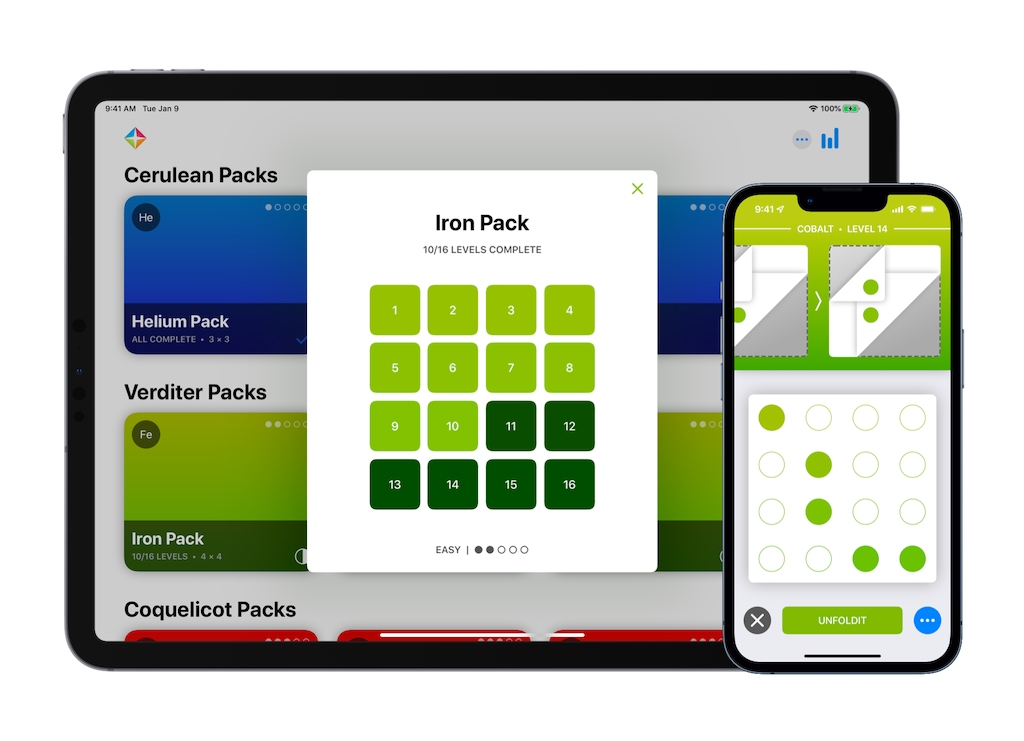 9:41 AM Tue Jan 9
100%
Cerulean Packs
He
Helium Pack
ALL COMPLETE • 3 × 3
Verditer Packs
Fe
Iron Pack
10/16 LEVELS • 4 × 4
Coquelicot Packs
Iron Pack
10/16 LEVELS COMPLETE
1 2 3 4
5 6 7 8
9 10 11 12
13 14 15 16
EASY |
9:41
COBALT • LEVEL 14
UNFOLDIT